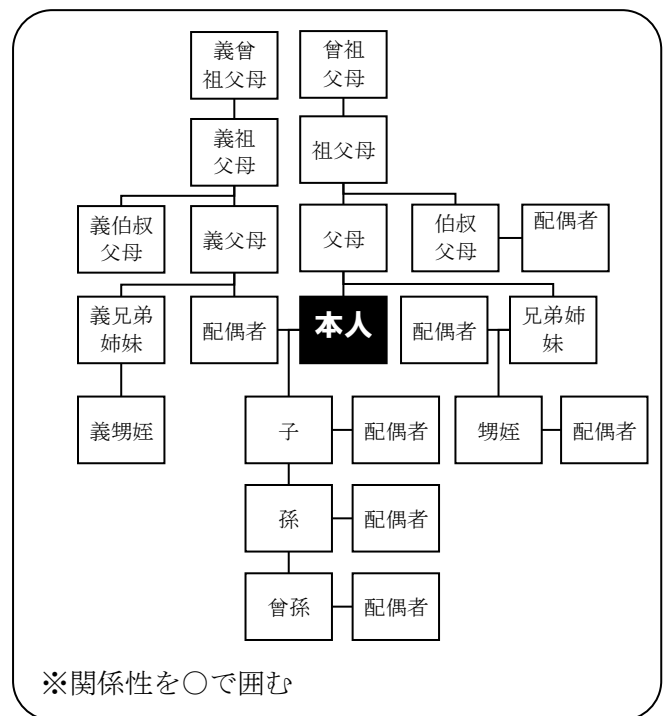 義曾
祖父母
曾祖
父母
義祖
父母
祖父母
義伯叔
父母
義父母
父母
伯叔
父母
配偶者
義兄弟
姉妹
配偶者
本人
配偶者
兄弟姉
妹
義甥姪
子
配偶者
甥姪
配偶者
孫
配偶者
曾孫
配偶者
※関係性を○で囲む